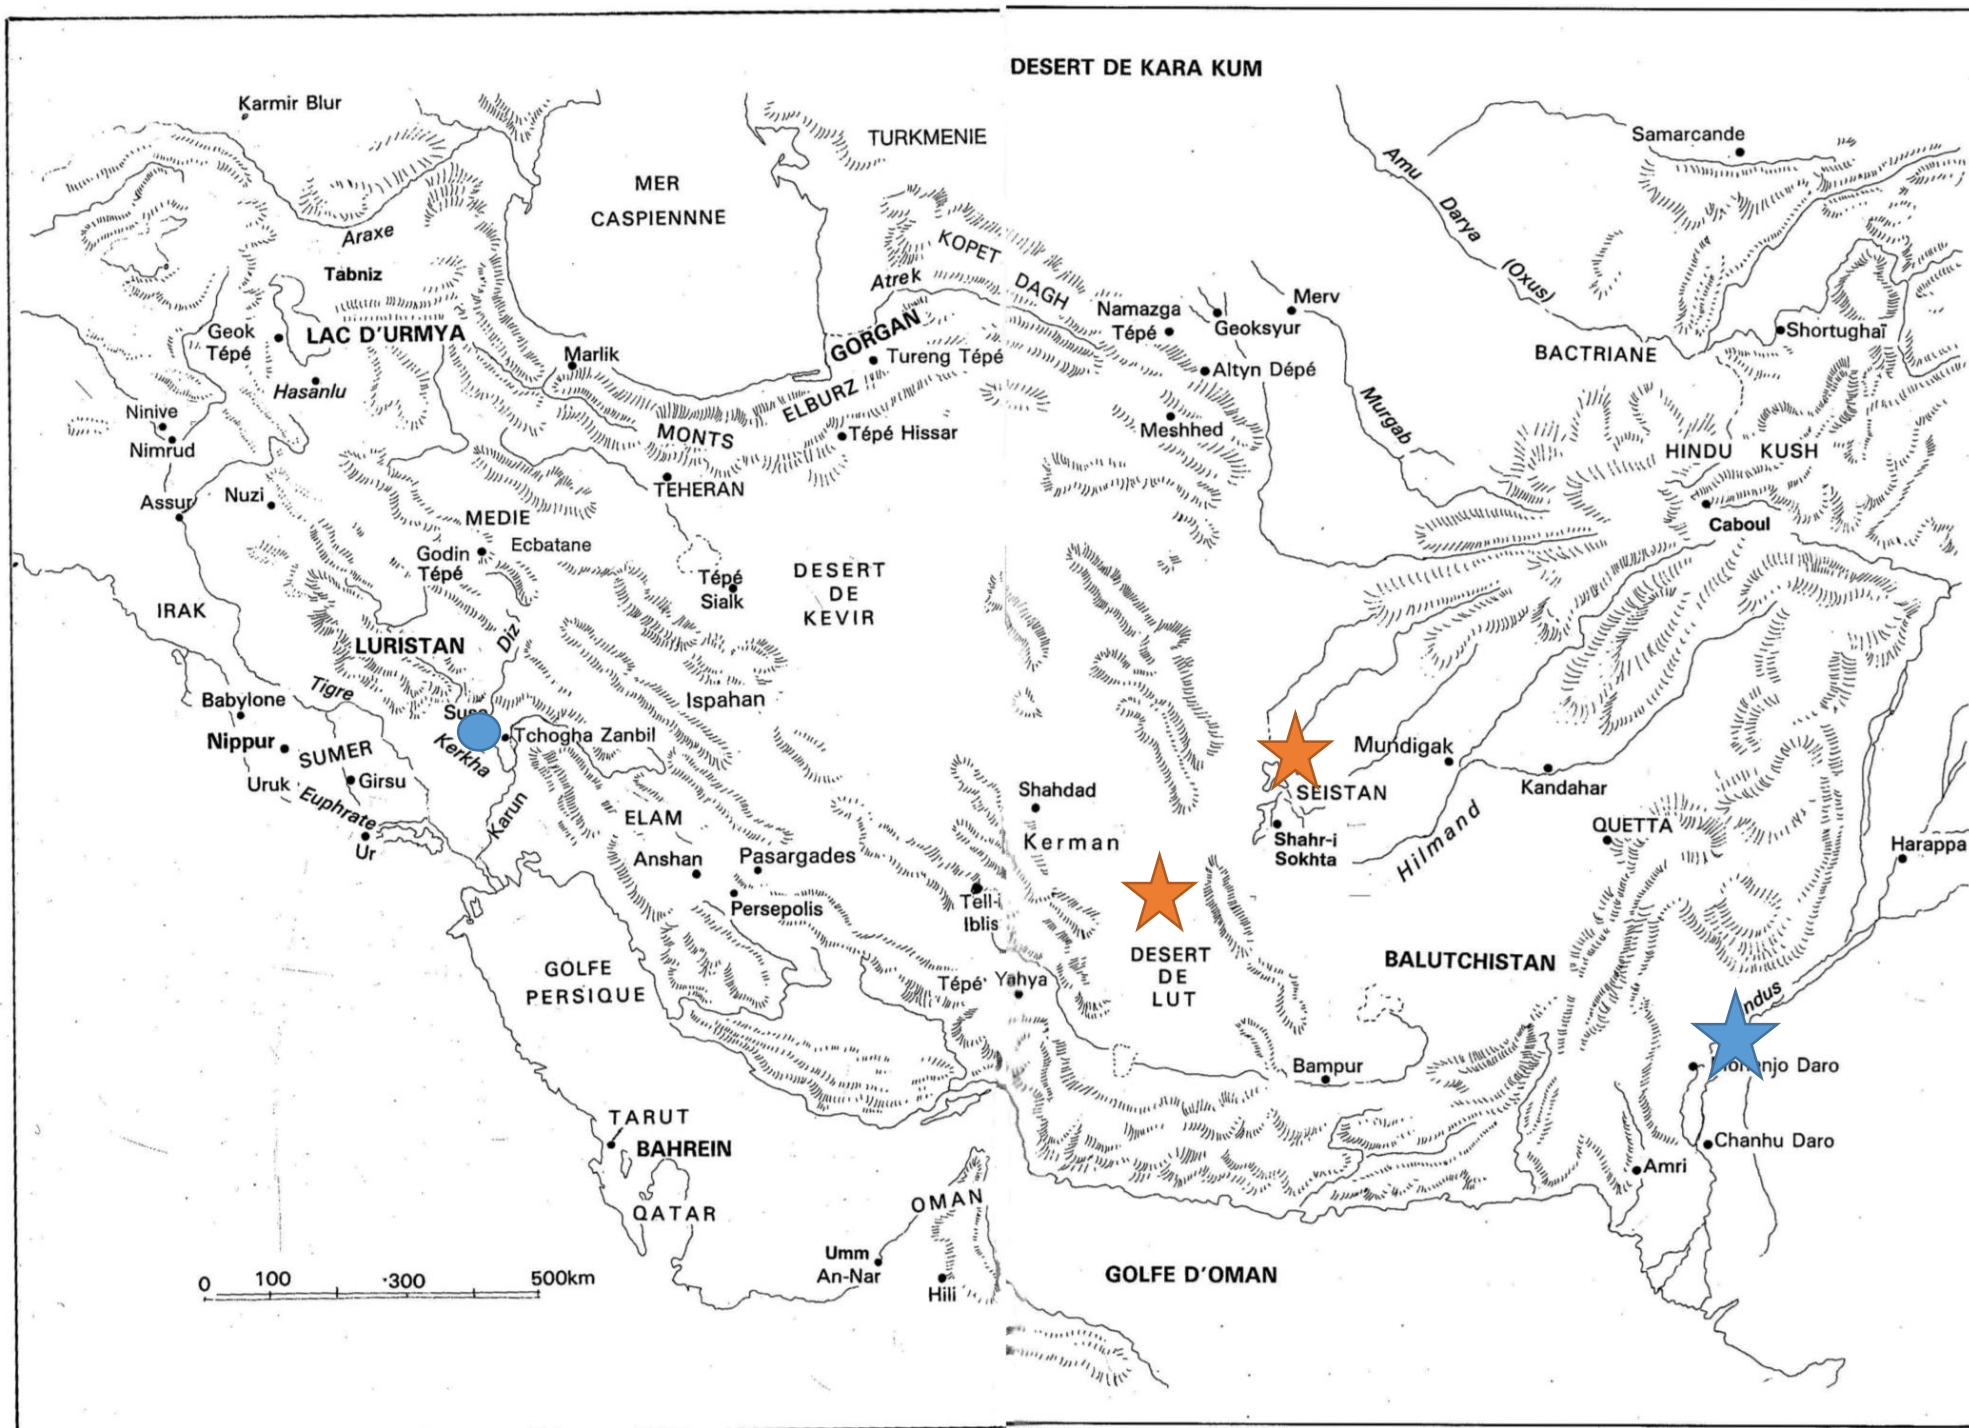 DESERT DE KARA KUM
Karmir Blur
TURKMENIE
Samarcande
MER
CASPIENNNE
Amu
Darya
(Oxus)
Araxe
Tabniz
KOPET
DAGH
Atrek
GORGAN
Namazga
Tépé
Geoksyur
Merv
Geok
Tépé
LAC D'URMYA
Hasanlu
Marlik
Tureng Tépé
Altyn Dépé
BACTRIANE
Shortughaï
Ninive
Nimrud
MONTS
ELBURZ
Tépé Hissar
Meshhed
Murgab
HINDU KUSH
TEHERAN
Assur
Nuzi
MEDIE
Godin
Tépé
Ecbatane
Caboul
Tépé
Sialk
DESERT
DE
KEVIR
IRAK
LURISTAN
Diz
Tigre
Babylone
Nippur
SUMER
Uruk
Girsu
Euphrate
Ur
Susa
Kerkha
Tchogha Zanbil
Ispahan
Karun
ELAM
Anshan
Pasargades
Persepolis
Shahdad
Kerman
Tell-i
Iblis
SEISTAN
Shahr-i
Sokhta
Mundigak
Kandahar
Hilmand
QUETTA
Harappa
DESERT
DE
LUT
BALUTCHISTAN
GOLFE
PERSIQUE
Tépé Yahya
Bampur
ndus
Daro
Chanhu Daro
Amri
TARUT
BAHREIN
QATAR
OMAN
Umm
An-Nar
Hili
GOLFE D'OMAN
0 100 300 500km